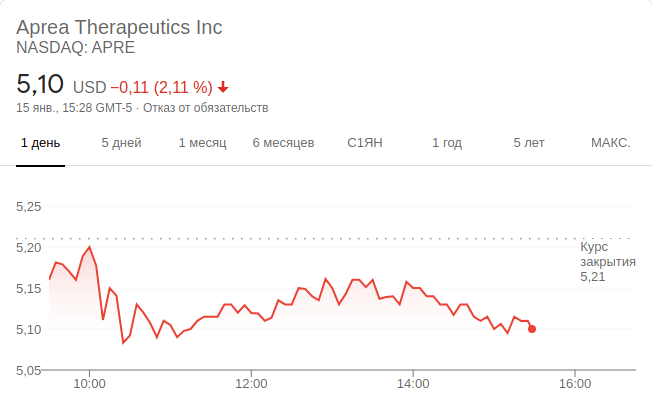 Aprea Therapeutics Inc
NASDAQ: APRE
5,10 USD −0,11 (2,11 %)
15 янв., 15:28 GMT-5 · Отказ от обязательств
1 день 5 дней 1 месяц 6 месяцев С1ЯН 1 год 5 лет МАКС.
5,25
5,20
5,15
5,10
5,05
Курс
закрытия
5,21
10:00 12:00 14:00 16:00